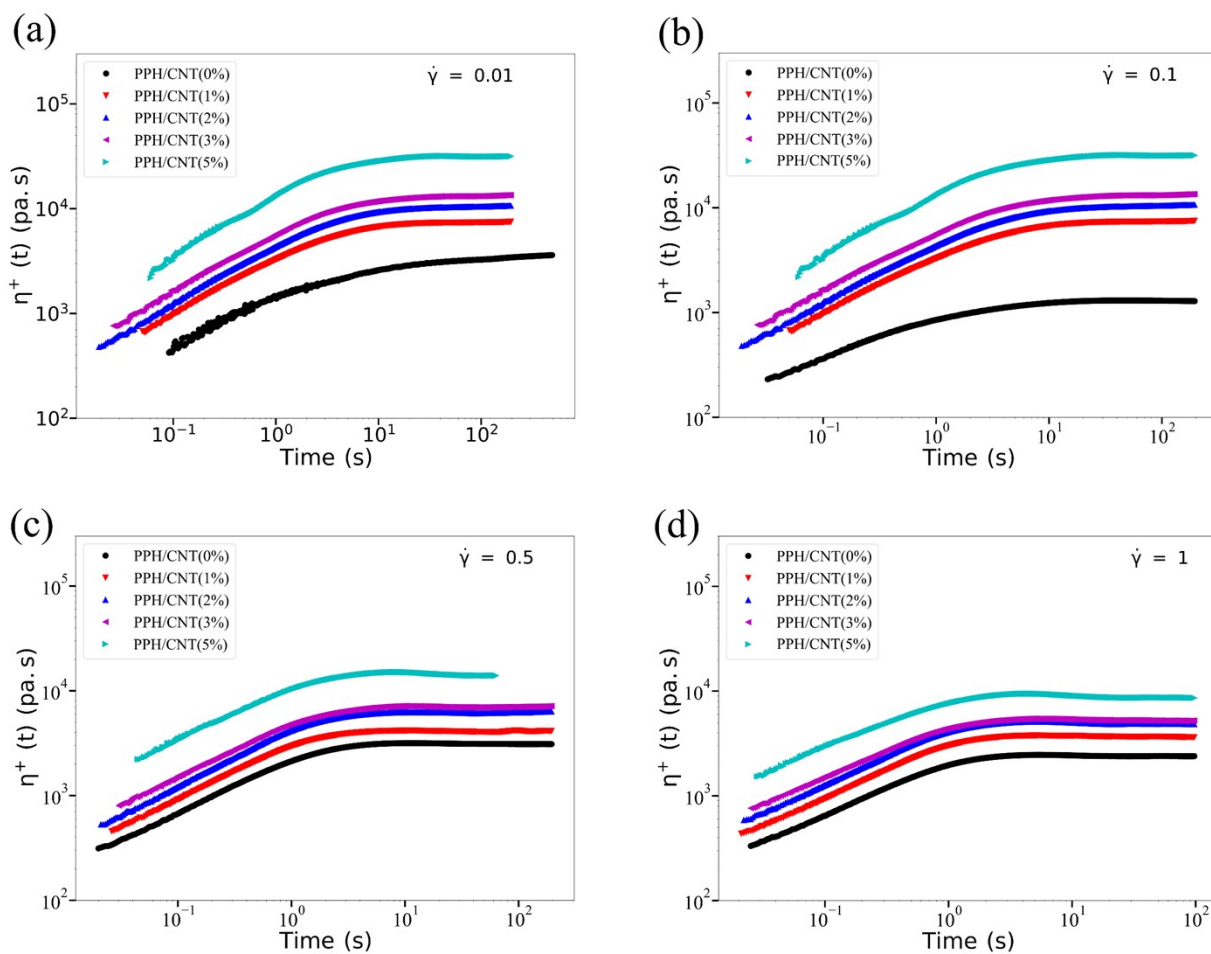 (a)
PPH/CNT(0%)
PPH/CNT(1%)
PPH/CNT(2%)
PPH/CNT(3%)
PPH/CNT(5%)
γ̇ = 0.01
10⁵
10⁴
10³
10²
η⁺ (t) (pa. s)
10⁻¹ 10⁰ 10¹ 10²
Time (s)
(b)
PPH/CNT(0%)
PPH/CNT(1%)
PPH/CNT(2%)
PPH/CNT(3%)
PPH/CNT(5%)
γ̇ = 0.1
10⁵
10⁴
10³
10²
η⁺ (t) (pa. s)
10⁻¹ 10⁰ 10¹ 10²
Time (s)
(c)
PPH/CNT(0%)
PPH/CNT(1%)
PPH/CNT(2%)
PPH/CNT(3%)
PPH/CNT(5%)
γ̇ = 0.5
10⁵
10⁴
10³
10²
η⁺ (t) (pa. s)
10⁻¹ 10⁰ 10¹ 10²
Time (s)
(d)
PPH/CNT(0%)
PPH/CNT(1%)
PPH/CNT(2%)
PPH/CNT(3%)
PPH/CNT(5%)
γ̇ = 1
10⁵
10⁴
10³
10²
η⁺ (t) (pa. s)
10⁻¹ 10⁰ 10¹ 10²
Time (s)